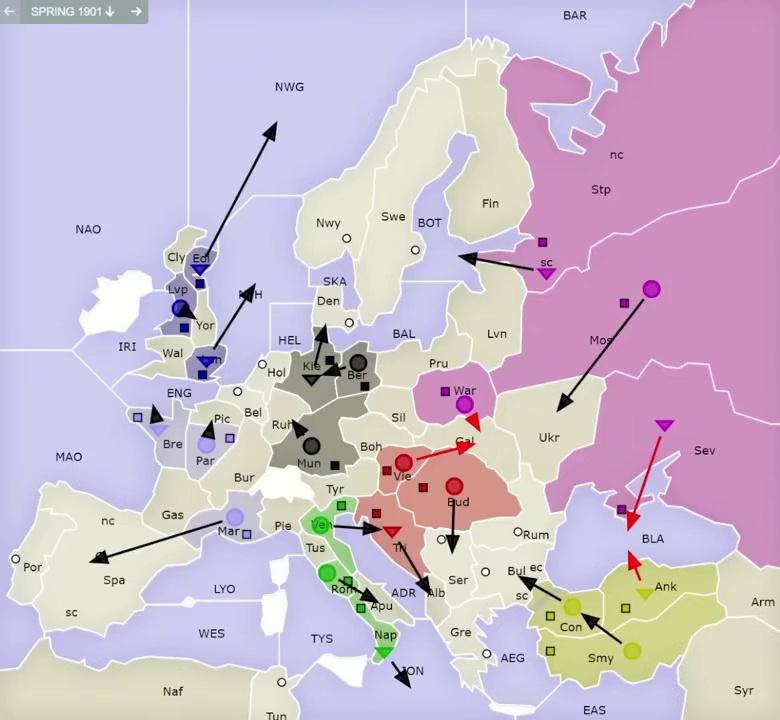 ← SPRING 1901 ↓ →
BAR
NWG
nc
Stp
Fin
NAO
Nwy
Swe
BOT
Cly
Edi
sc
SKA
Lvp
NTH
Den
Yor
Mos
IRI
HEL
BAL
Lvn
Wal
Lon
Kie
Ber
Hol
Pru
War
ENG
Bel
Sil
Pic
Ruh
Ukr
Bre
Gal
Par
Boh
Sev
MAO
Mun
Vie
Bur
Tyr
Bud
nc
Gas
Mar
Pie
Ven
Tri
Rum
BLA
Tus
Por
Spa
Ser
Bul
ec
sc
LYO
Rom
ADR
Alb
Ank
Apu
Arm
sc
Con
WES
TYS
Nap
Gre
AEG
Smy
ION
Naf
Syr
Tun
EAS